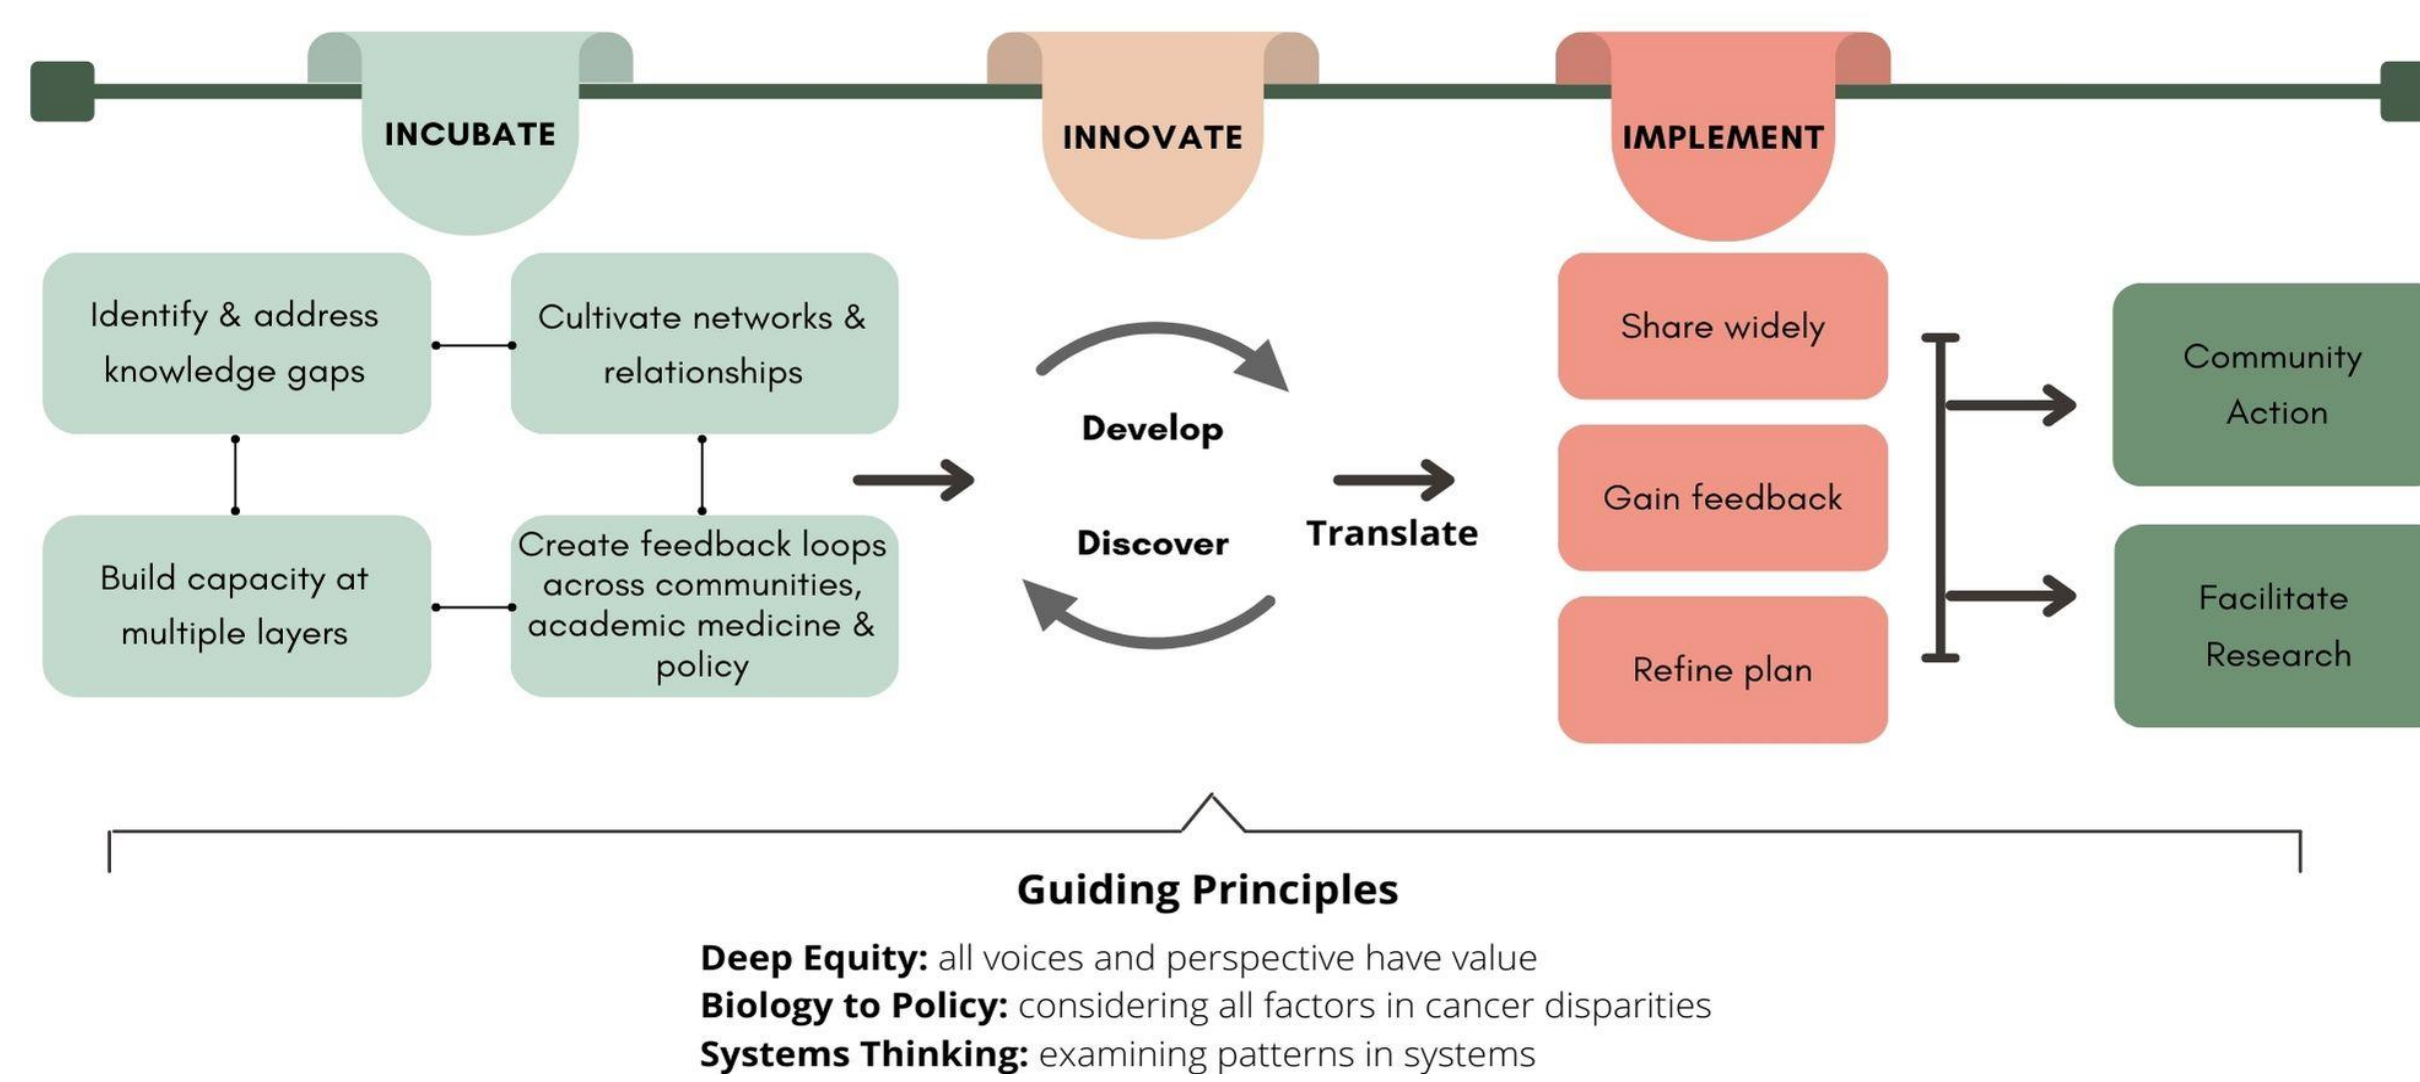 INCUBATE
INNOVATE
IMPLEMENT
Identify & address
knowledge gaps
Cultivate networks &
relationships
Build capacity at
multiple layers
Create feedback loops
across communities,
academic medicine &
policy
Develop
Discover
Translate
Share widely
Gain feedback
Refine plan
Community
Action
Facilitate
Research
Guiding Principles
Deep Equity: all voices and perspective have value
Biology to Policy: considering all factors in cancer disparities
Systems Thinking: examining patterns in systems